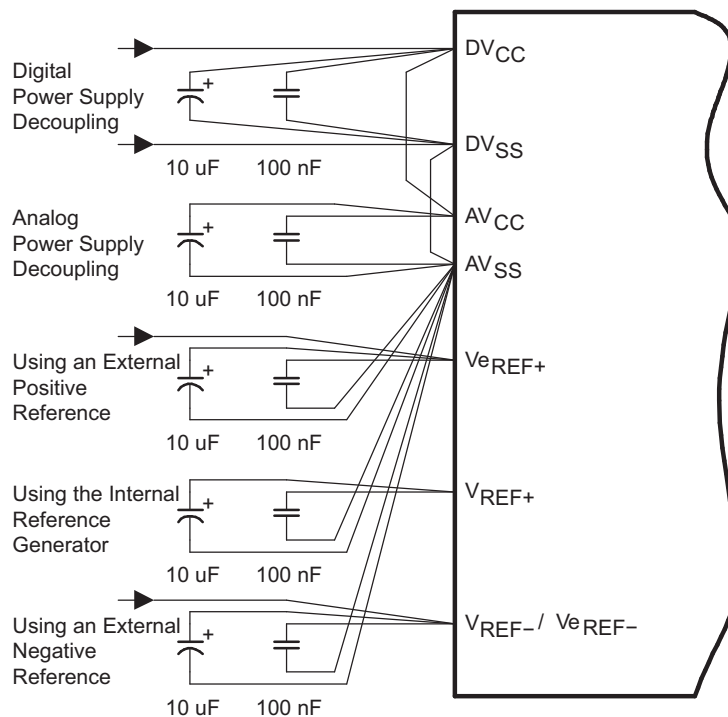 DVCC
Digital
Power Supply
Decoupling
+
DVSS
10 uF 100 nF
AVCC
Analog
Power Supply
Decoupling
+
AVSS
10 uF 100 nF
Using an External
Positive
Reference
+
VeREF+
10 uF 100 nF
Using the Internal
Reference
Generator
+
VREF+
10 uF 100 nF
Using an External
Negative
Reference
+
VREF− / VeREF−
10 uF 100 nF